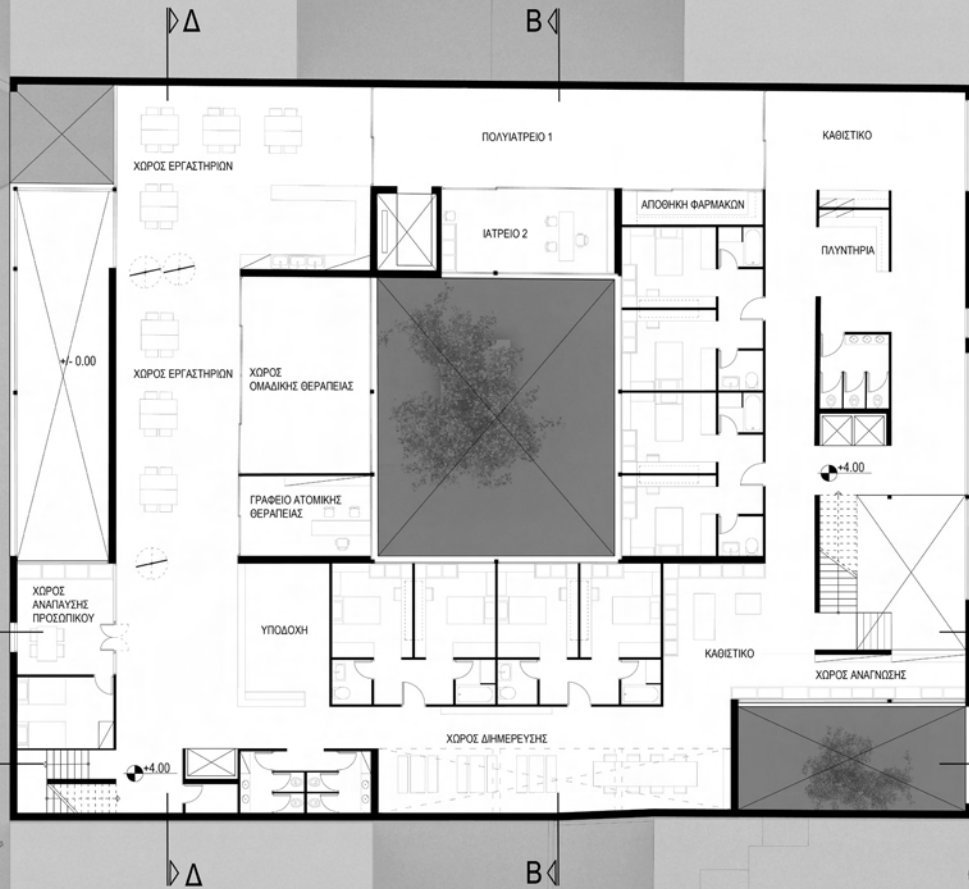 Δ
Β
ΠΟΛΥΙΑΤΡΕΙΟ 1
ΚΑΘΙΣΤΙΚΟ
ΧΩΡΟΣ ΕΡΓΑΣΤΗΡΙΩΝ
ΑΠΟΘΗΚΗ ΦΑΡΜΑΚΩΝ
ΙΑΤΡΕΙΟ 2
ΠΛΥΝΤΗΡΙΑ
+/- 0.00
ΧΩΡΟΣ ΕΡΓΑΣΤΗΡΙΩΝ
ΧΩΡΟΣ
ΟΜΑΔΙΚΗΣ ΘΕΡΑΠΕΙΑΣ
+4.00
ΓΡΑΦΕΙΟ ΑΤΟΜΙΚΗΣ
ΘΕΡΑΠΕΙΑΣ
ΧΩΡΟΣ
ΑΝΑΠΑΥΣΗΣ
ΠΡΟΣΩΠΙΚΟΥ
ΥΠΟΔΟΧΗ
ΚΑΘΙΣΤΙΚΟ
ΧΩΡΟΣ ΑΝΑΓΝΩΣΗΣ
ΧΩΡΟΣ ΔΙΗΜΕΡΕΥΣΗΣ
+4.00
Δ
Β